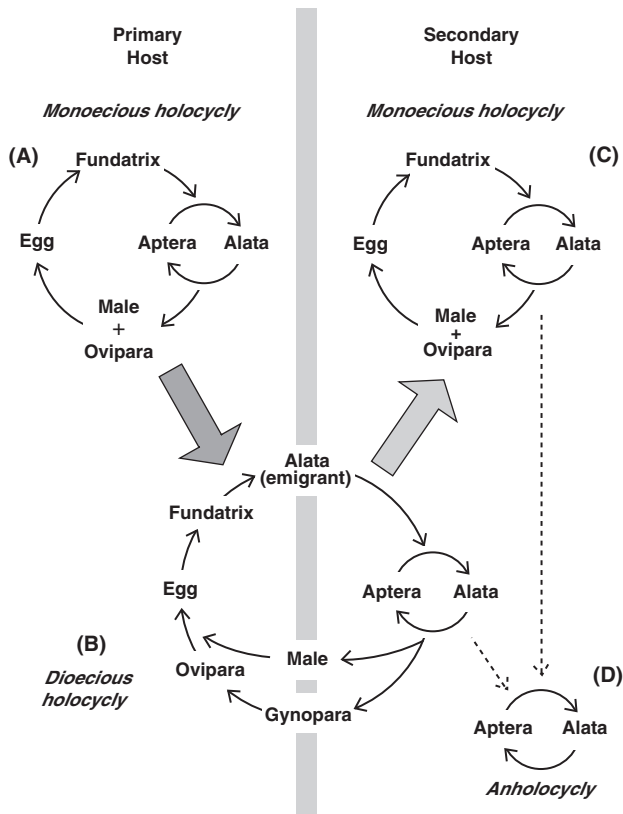 Primary
Host
Secondary
Host
Monoecious holocycly
Monoecious holocycly
(A)
Fundatrix
Egg
Aptera
Alata
Male
+
Ovipara
(C)
Fundatrix
Egg
Aptera
Alata
Male
+
Ovipara
Alata
(emigrant)
Fundatrix
Egg
Aptera
Alata
(B)
Dioecious
holocycly
Ovipara
Male
Gynopara
(D)
Aptera
Alata
Anholocycly